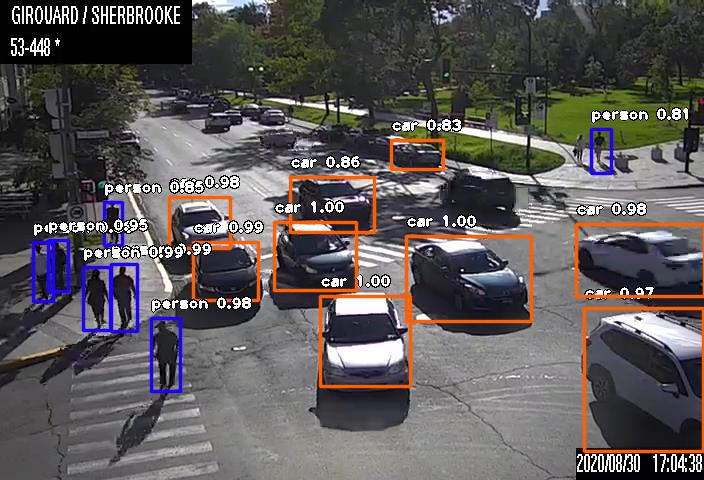 GIROUARD / SHERBROOKE
53-448 *
car 0.83
person 0.81
car 0.86
person 0.85
0.98
car 1.00
car 0.98
person 0.95
car 0.99
car 1.00
person 0.99
0.99
car 1.00
car 0.97
person 0.98
2020/08/30 17:04:38